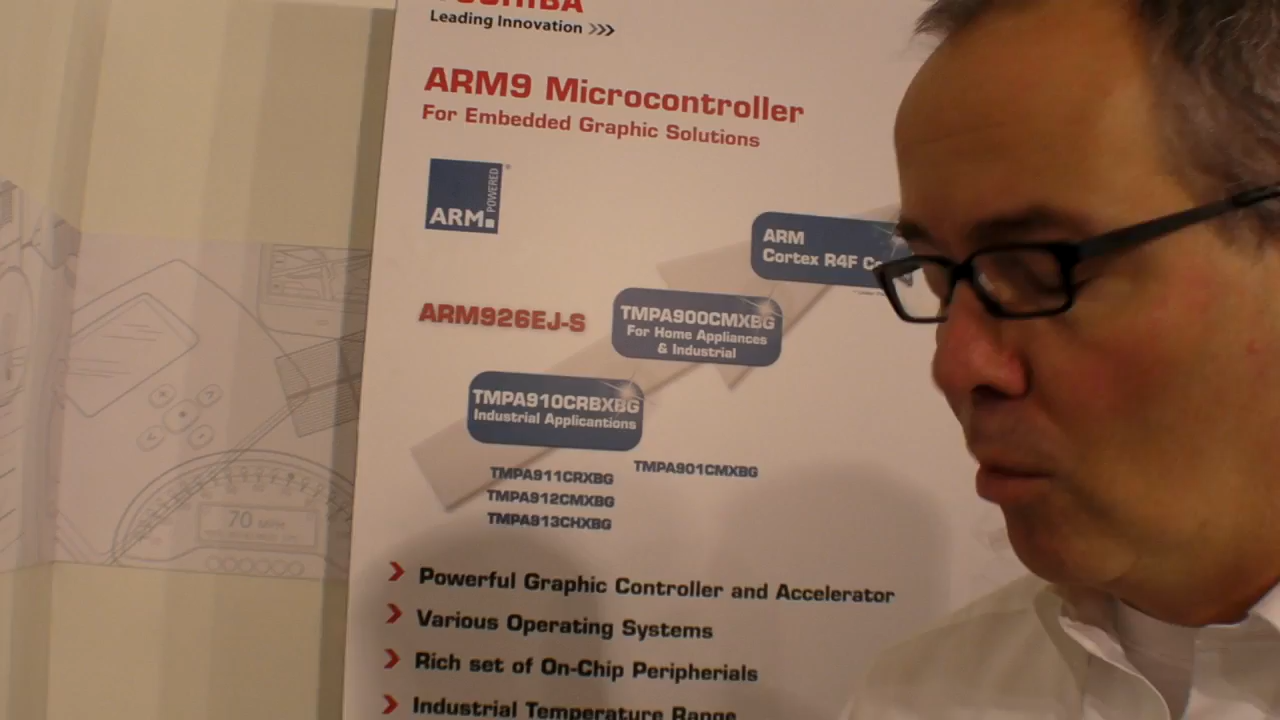 TOSHIBA
Leading Innovation >>>
ARM9 Microcontroller
For Embedded Graphic Solutions
ARM POWERED
ARM
Cortex R4F
ARM926EJ-S
TMPA900CMXBG
For Home Appliances
& Industrial
TMPA910CRBXBG
Industrial Applicantions
TMPA901CMXBG
TMPA911CRXBG
TMPA912CMXBG
TMPA913CHXBG
70
Powerful Graphic Controller and Accelerator
Various Operating Systems
Rich set of On-Chip Peripherials
Industrial Temperature Range